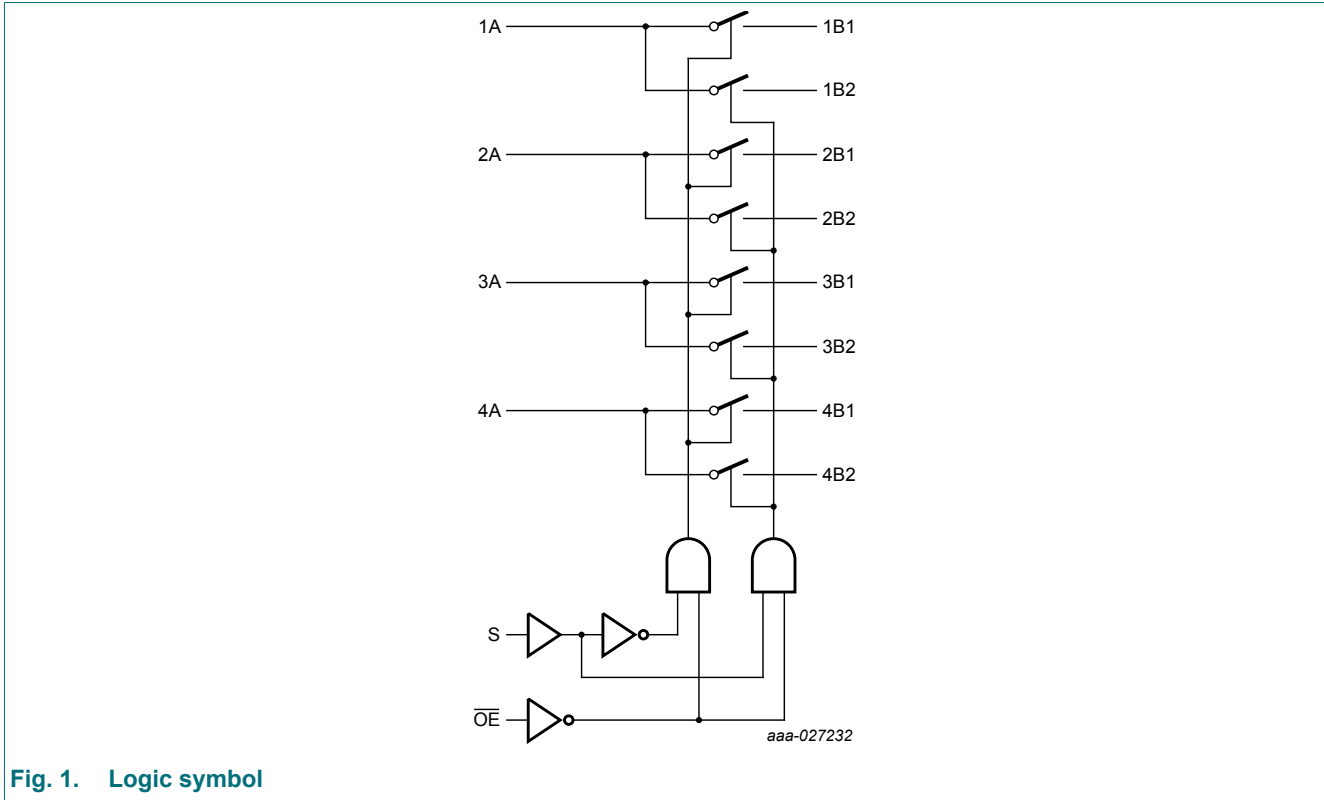 1A 1B1
1B2
2A 2B1
2B2
3A 3B1
3B2
4A 4B1
4B2
S
OE
aaa-027232
Fig. 1. Logic symbol